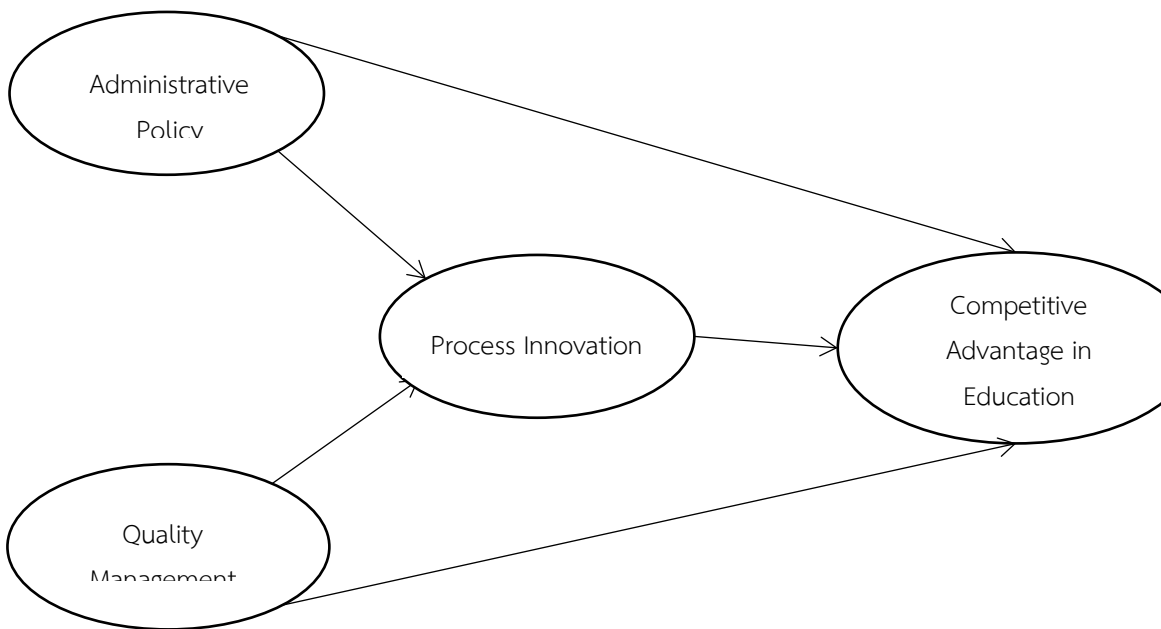 Administrative
Policy
Process Innovation
Competitive
Advantage in
Education
Quality
Management